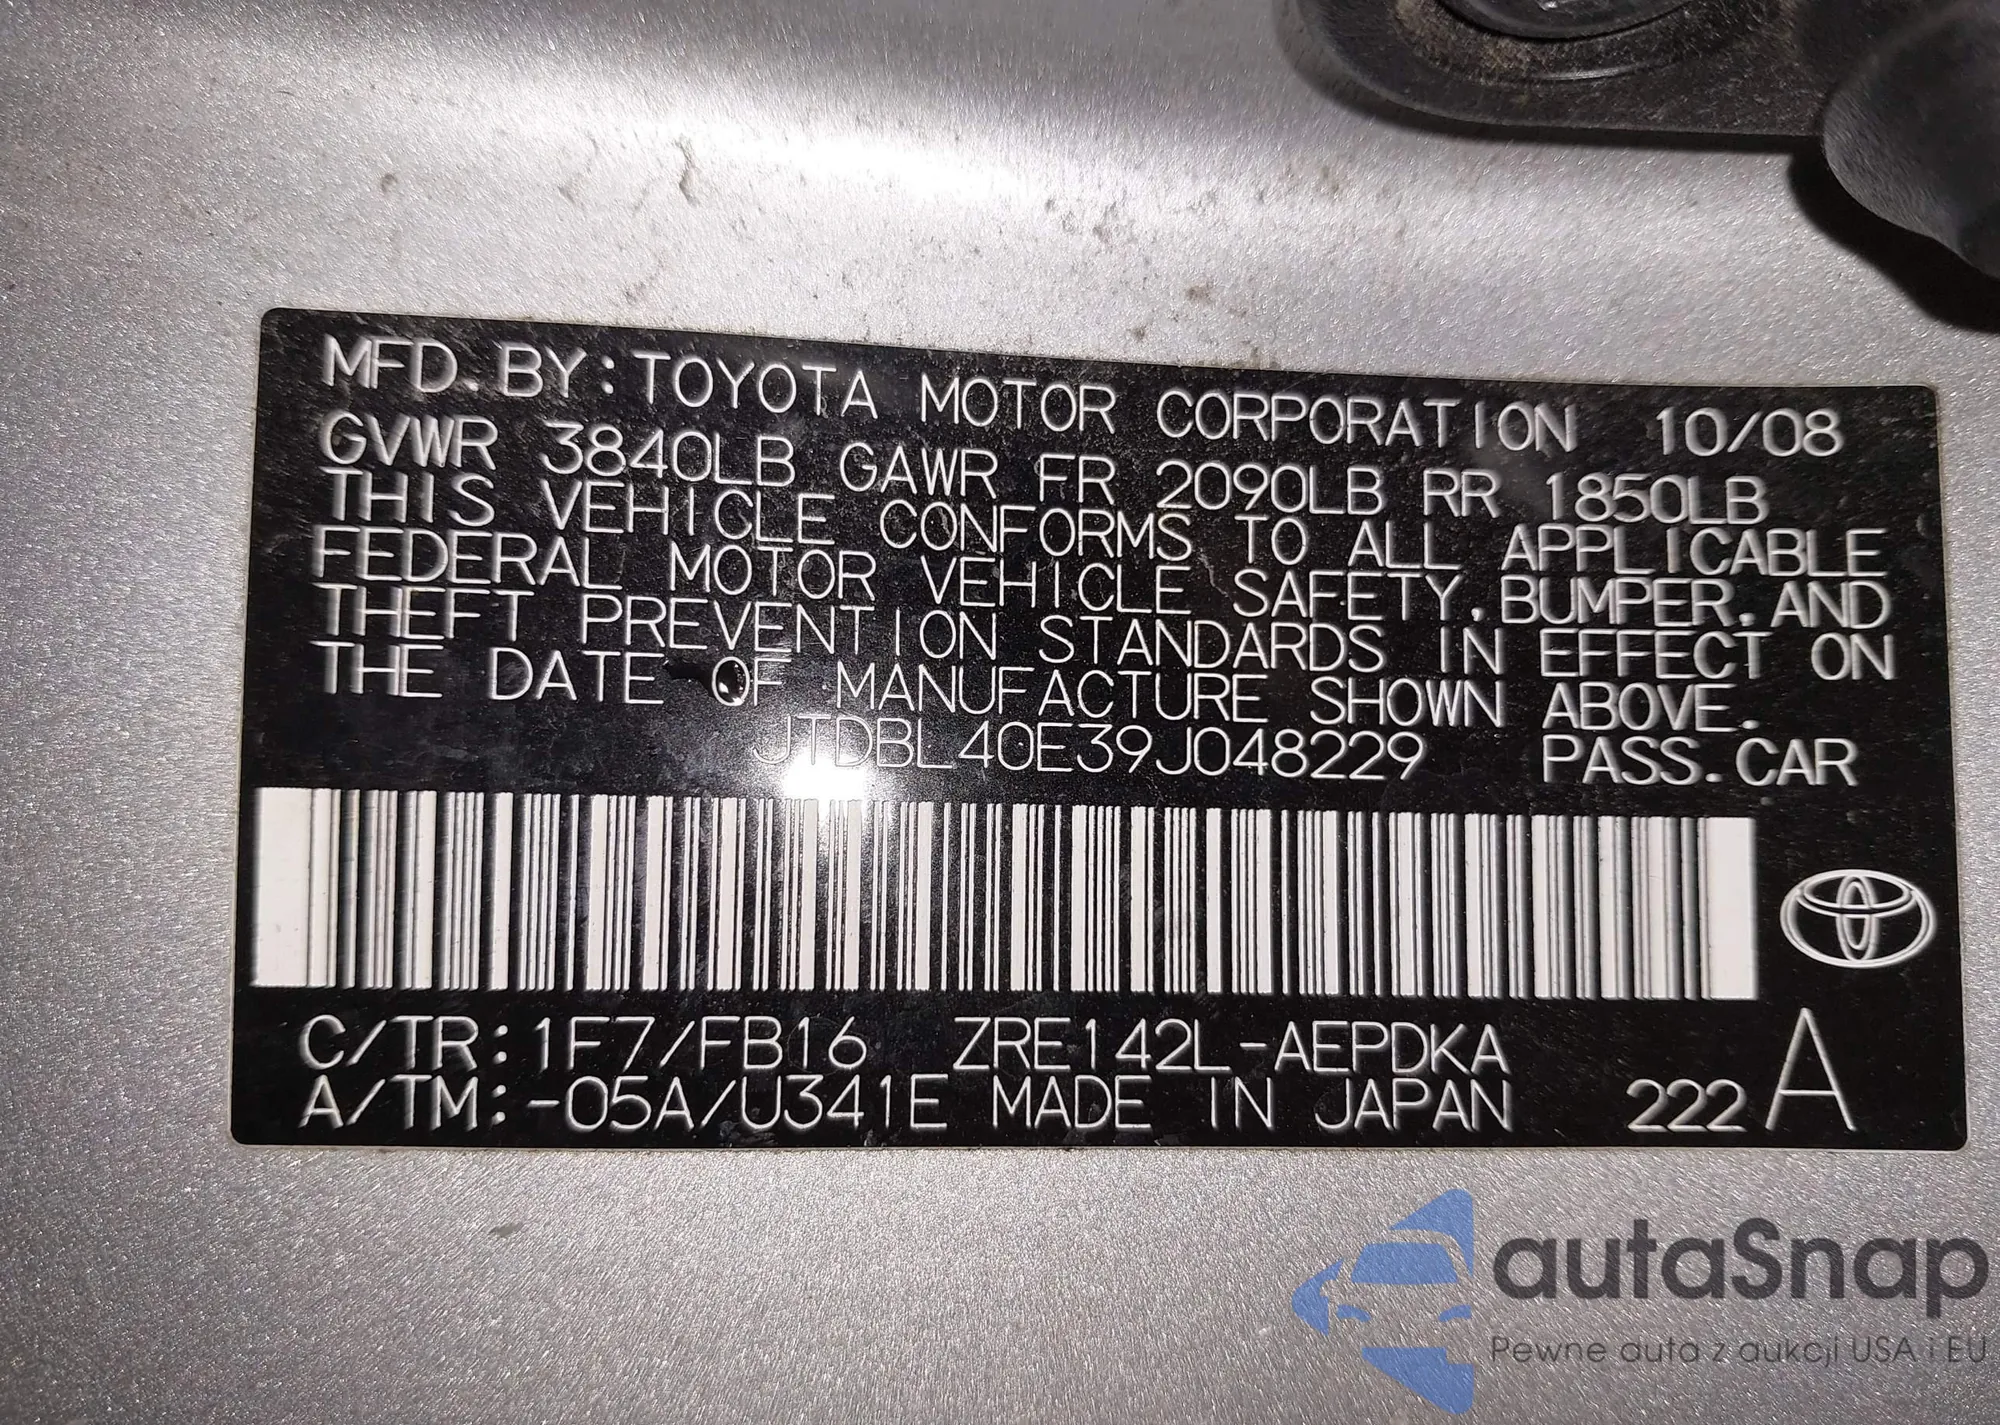 MFD.BY:TOYOTA MOTOR CORPORATION 10/08
GVWR 3840LB GAWR FR 2090LB RR 1850LB
THIS VEHICLE CONFORMS TO ALL APPLICABLE
FEDERAL MOTOR VEHICLE SAFETY,BUMPER,AND
THEFT PREVENTION STANDARDS IN EFFECT ON
THE DATE OF MANUFACTURE SHOWN ABOVE.
JTDBL40E39J048229 PASS.CAR
C/TR:1F7/FB16 ZRE142L-AEPDKA
A/TM:-05A/U341E MADE IN JAPAN 222 A
autaSnap
Pewne auta z aukcji USA i EU